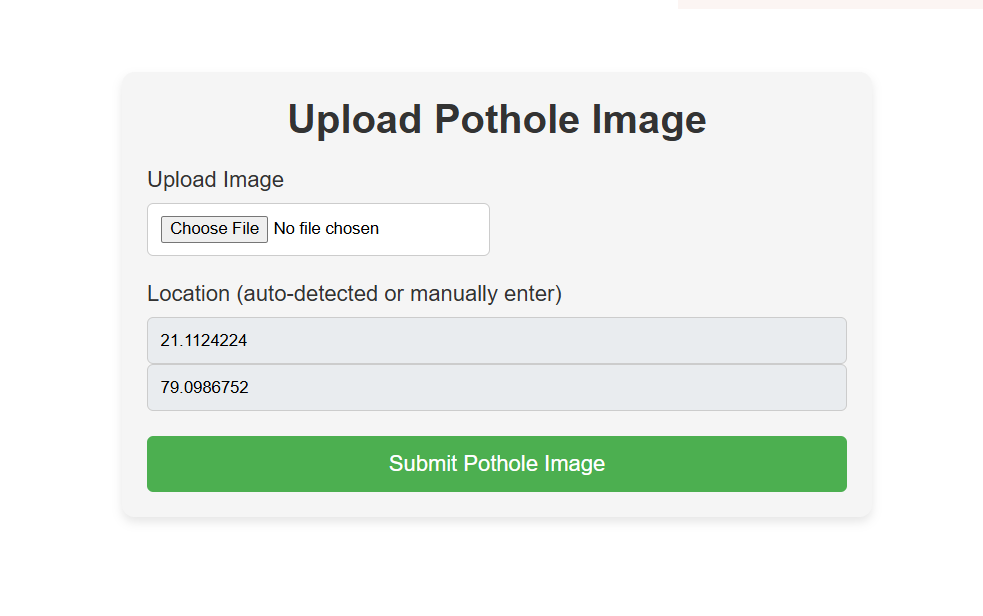 Upload Pothole Image
Upload Image
Choose File No file chosen
Location (auto-detected or manually enter)
21.1124224
79.0986752
Submit Pothole Image